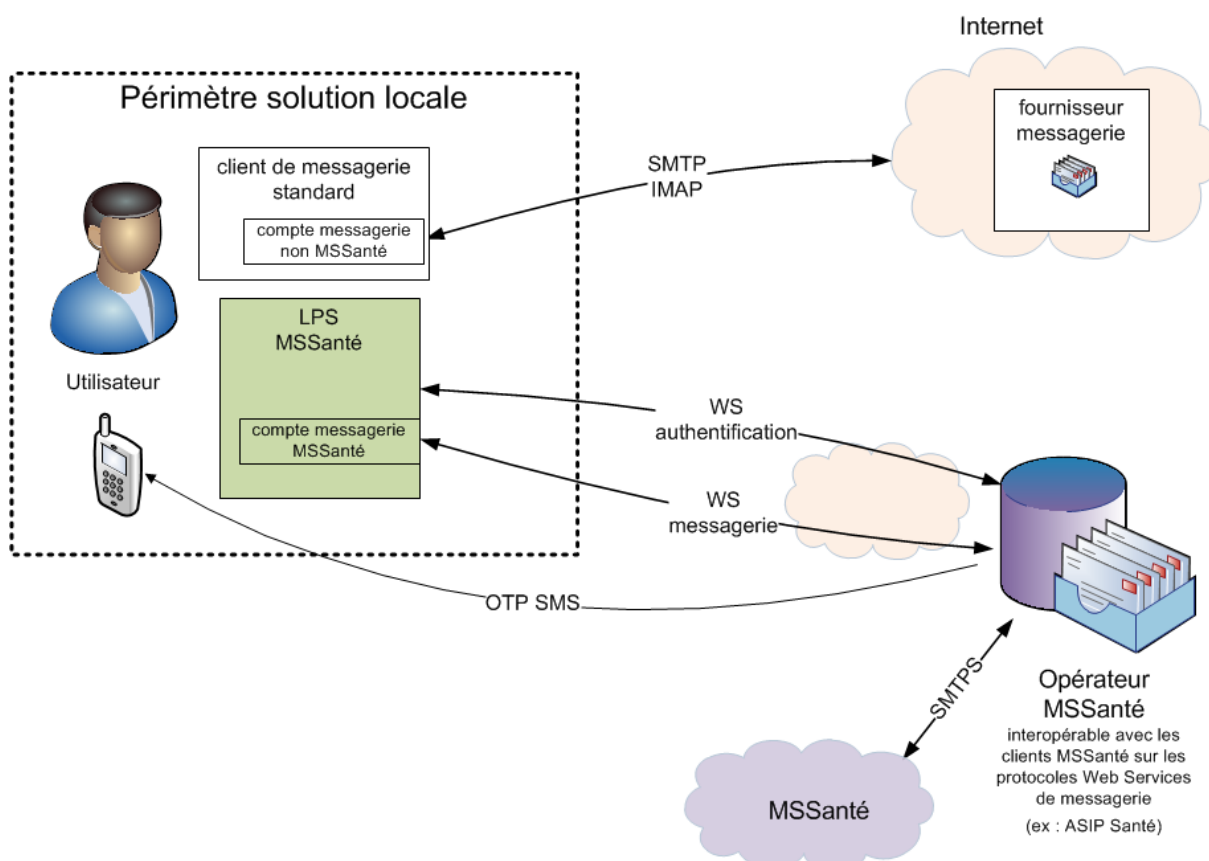 Internet
Périmètre solution locale
fournisseur
messagerie
client de messagerie
standard
compte messagerie
non MSSanté
SMTP
IMAP
LPS
MSSanté
compte messagerie
MSSanté
Utilisateur
WS
authentification
WS
messagerie
OTP SMS
SMTPS
MSSanté
Opérateur
MSSanté
interopérable avec les
clients MSSanté sur les
protocoles Web Services
de messagerie
(ex : ASIP Santé)